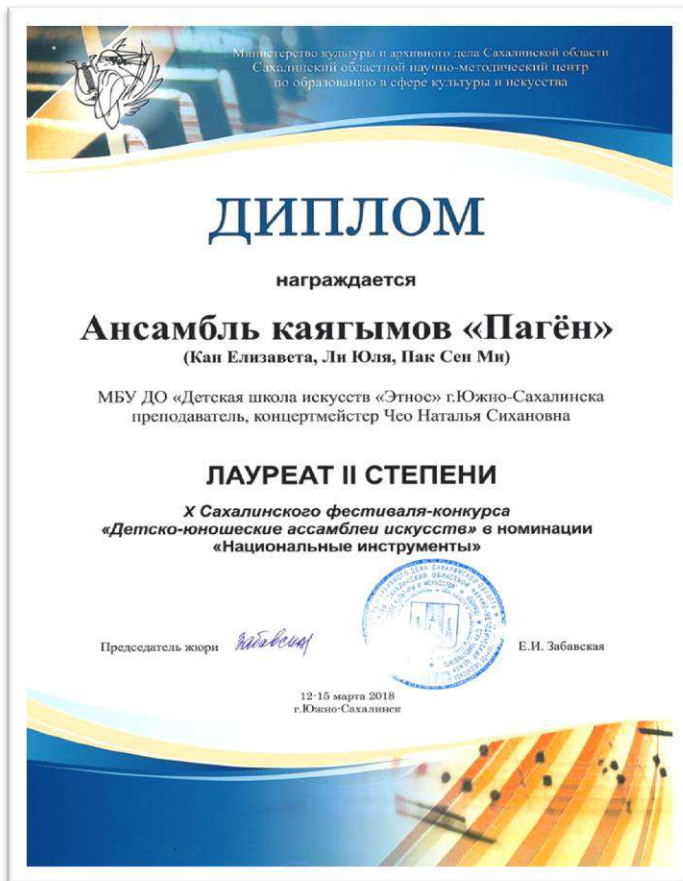 Министерство культуры и архивного дела Сахалинской области
Сахалинский областной научно-методический центр
по образованию в сфере культуры и искусства
ДИПЛОМ
награждается
Ансамбль каягымов «Пагён»
(Кан Елизавета, Ли Юля, Пак Сен Ми)
МБУ ДО «Детская школа искусств «Этнос» г.Южно-Сахалинска
преподаватель, концертмейстер Чео Наталья Сихановна
ЛАУРЕАТ II СТЕПЕНИ
X Сахалинского фестиваля-конкурса
«Детско-юношеские ассамблеи искусств» в номинации
«Национальные инструменты»
Председатель жюри
Е.И. Забавская
12-15 марта 2018
г.Южно-Сахалинск